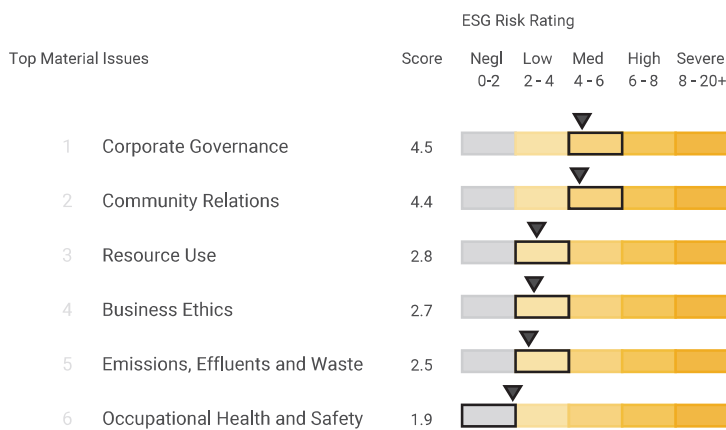 ESG Risk Rating
Top Material Issues Score Negl Low Med High Severe
0-2 2 - 4 4 - 6 6 - 8 8 - 20+
1 Corporate Governance 4.5
2 Community Relations 4.4
3 Resource Use 2.8
4 Business Ethics 2.7
5 Emissions, Effluents and Waste 2.5
6 Occupational Health and Safety 1.9